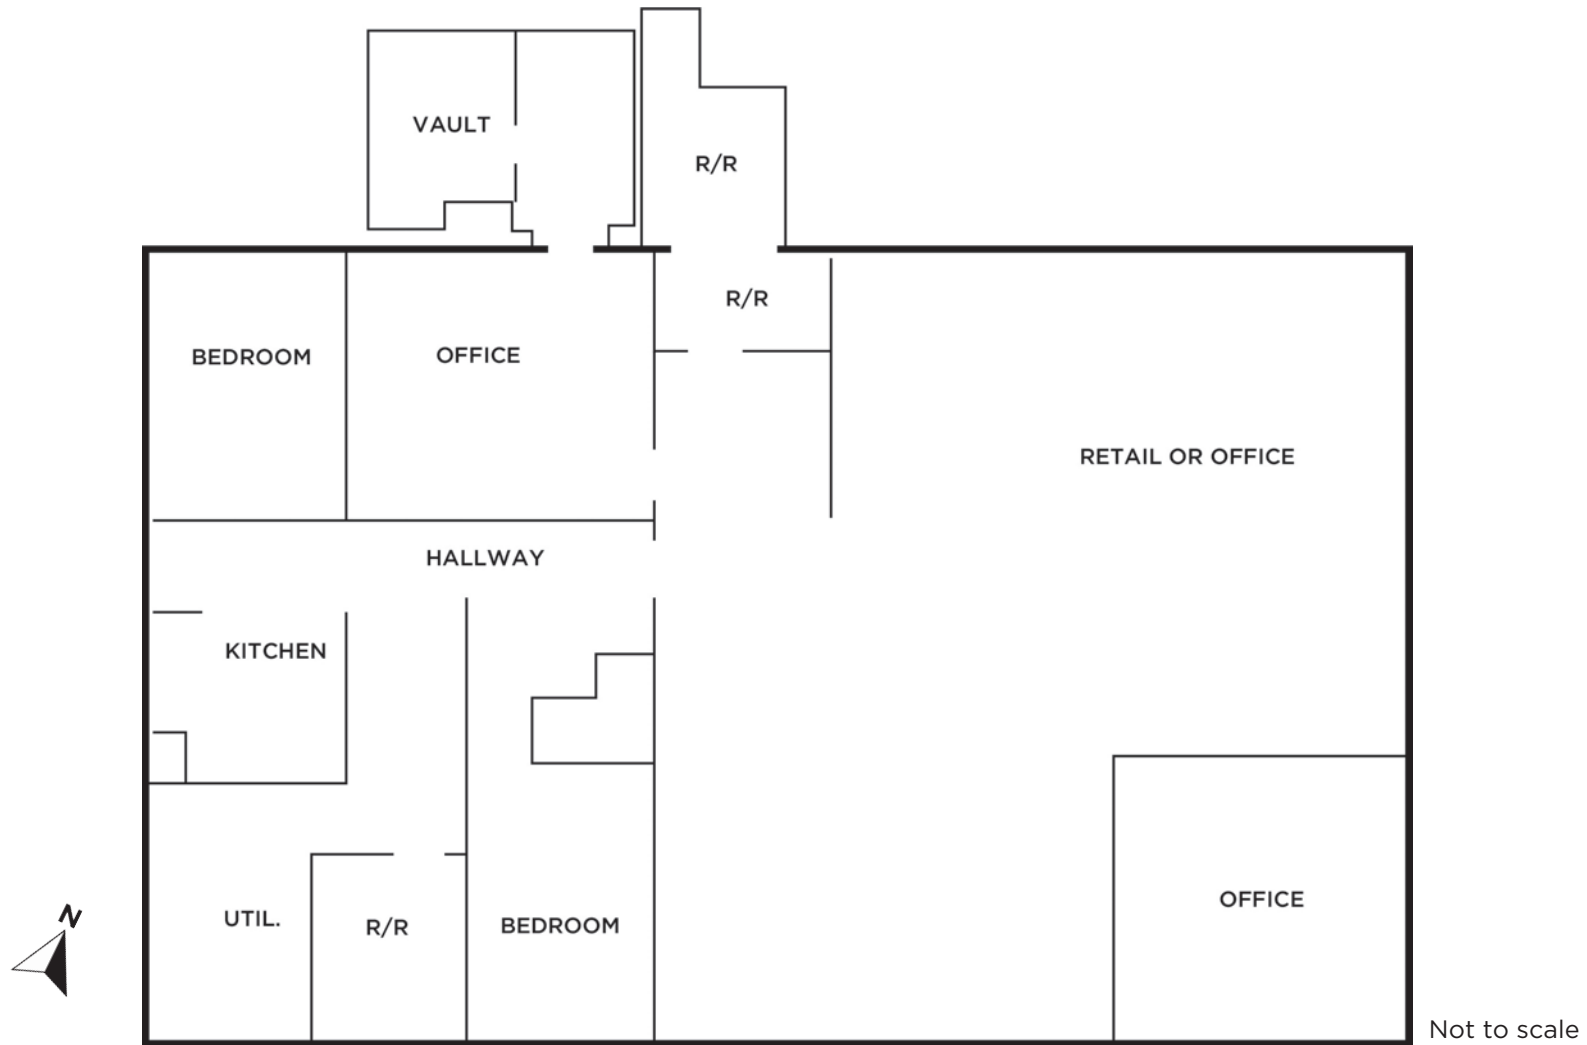 VAULT
R/R
R/R
BEDROOM
OFFICE
RETAIL OR OFFICE
HALLWAY
KITCHEN
OFFICE
UTIL.
R/R
BEDROOM
N
Not to scale